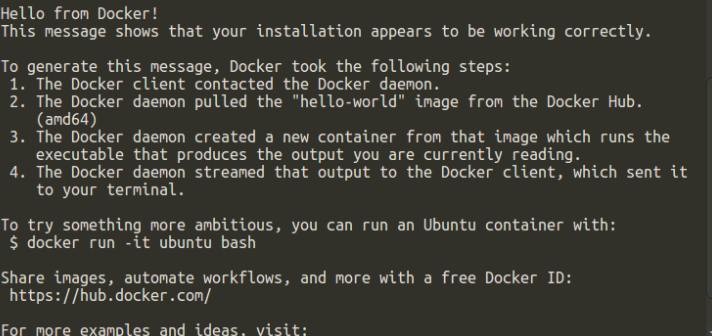 Hello from Docker!
This message shows that your installation appears to be working correctly.
To generate this message, Docker took the following steps:
1. The Docker client contacted the Docker daemon.
2. The Docker daemon pulled the "hello-world" image from the Docker Hub.
(amd64)
3. The Docker daemon created a new container from that image which runs the
executable that produces the output you are currently reading.
4. The Docker daemon streamed that output to the Docker client, which sent it
to your terminal.
To try something more ambitious, you can run an Ubuntu container with:
$ docker run -it ubuntu bash
Share images, automate workflows, and more with a free Docker ID:
https://hub.docker.com/
For more examples and ideas, visit: